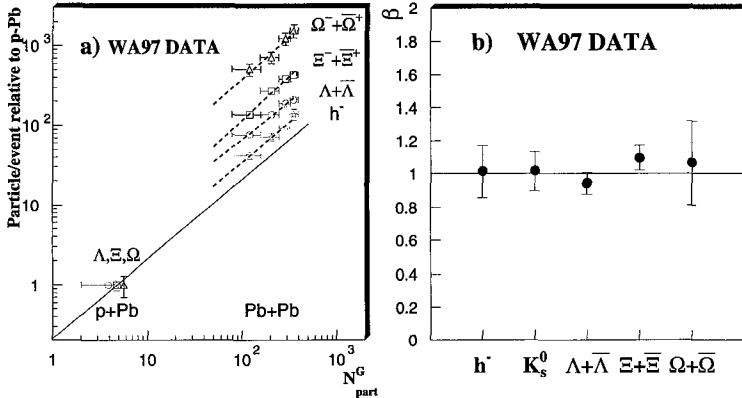 a) WA97 DATA
Particle/event relative to p-Pb
10³
10²
10
1
Ω⁻+Ω̅⁺
Ξ⁻+Ξ̅⁺
Λ+Λ̅
h⁻
Λ,Ξ,Ω
p+Pb
Pb+Pb
1
10
10²
10³
N^G_part
b) WA97 DATA
β
2
1.8
1.6
1.4
1.2
1.0
0.8
0.6
0.4
0.2
0
h⁻
K⁰ₛ
Λ+Λ̅
Ξ+Ξ̅
Ω+Ω̅